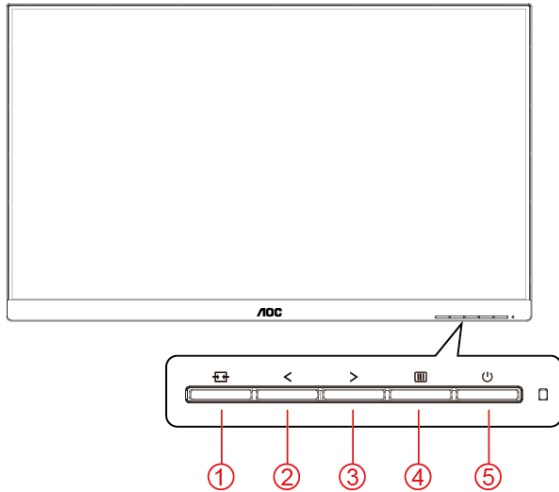 AOC
< >
① ② ③ ④ ⑤